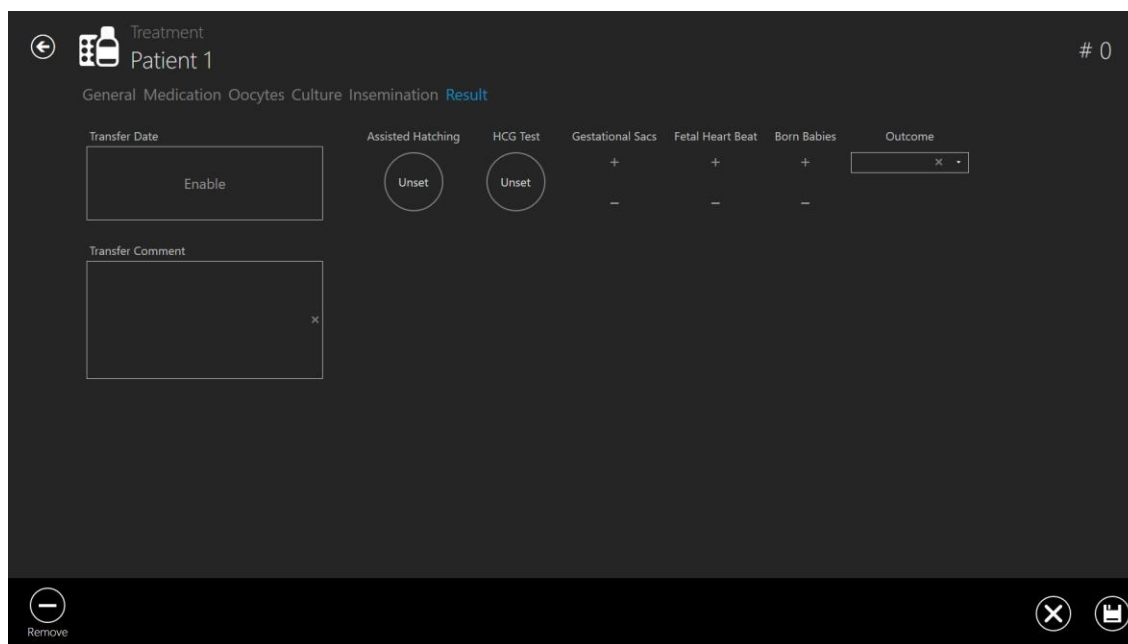 Treatment
Patient 1
# 0
General Medication Oocytes Culture Insemination Result
Transfer Date
Assisted Hatching
HCG Test
Gestational Sacs
Fetal Heart Beat
Born Babies
Outcome
Enable
Unset
Unset
Transfer Comment
Remove